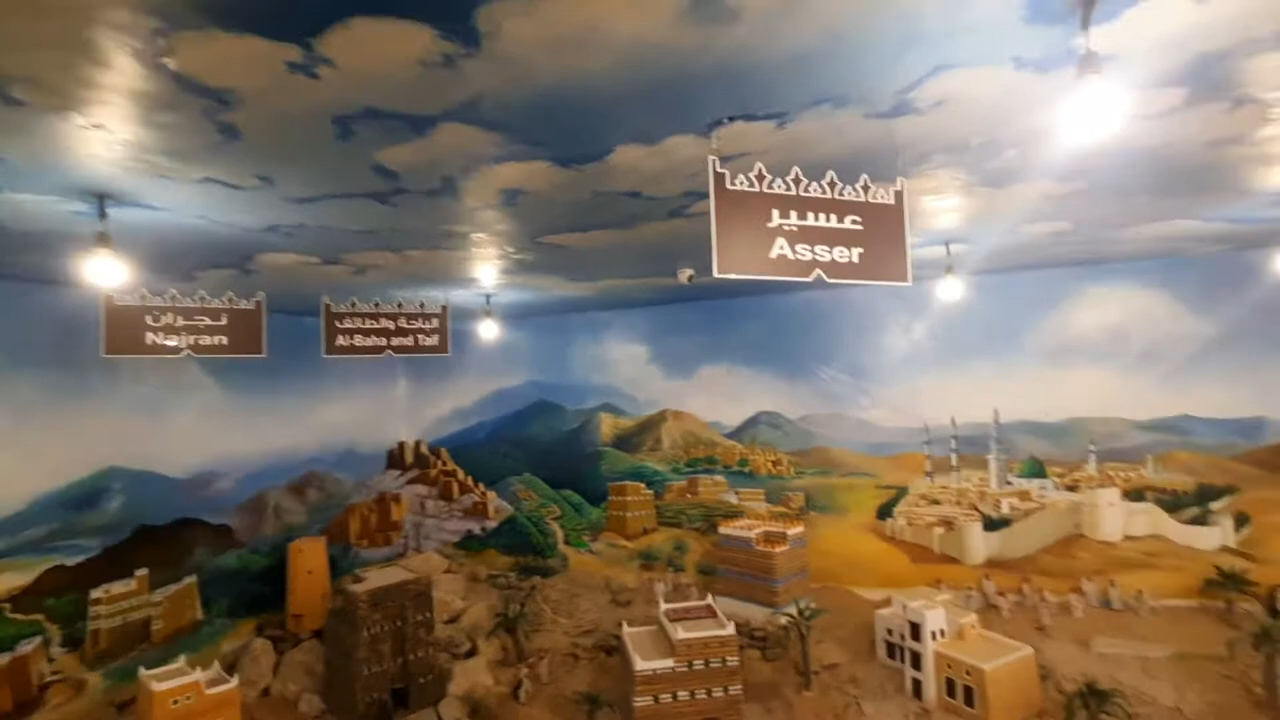 نجران
Najran
الباحة والطائف
Al-Baha and Taif
عسير
Asser